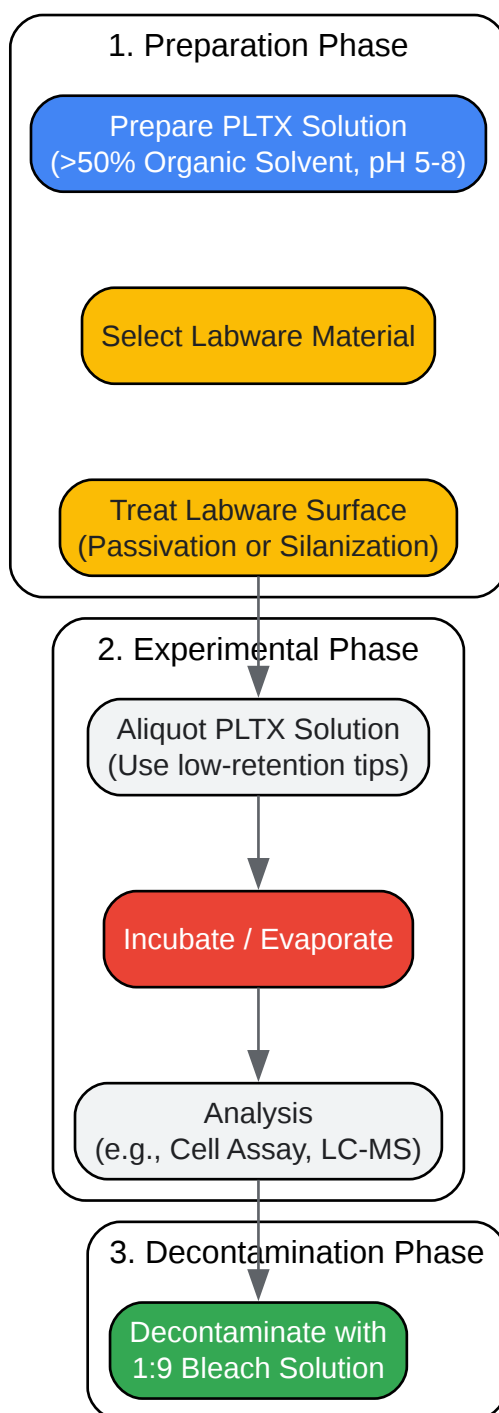 1. Preparation Phase
Prepare PLTX Solution
(>50% Organic Solvent, pH 5-8)
Select Labware Material
Treat Labware Surface
(Passivation or Silanization)
2. Experimental Phase
Aliquot PLTX Solution
(Use low-retention tips)
Incubate / Evaporate
Analysis
(e.g., Cell Assay, LC-MS)
3. Decontamination Phase
Decontaminate with
1:9 Bleach Solution